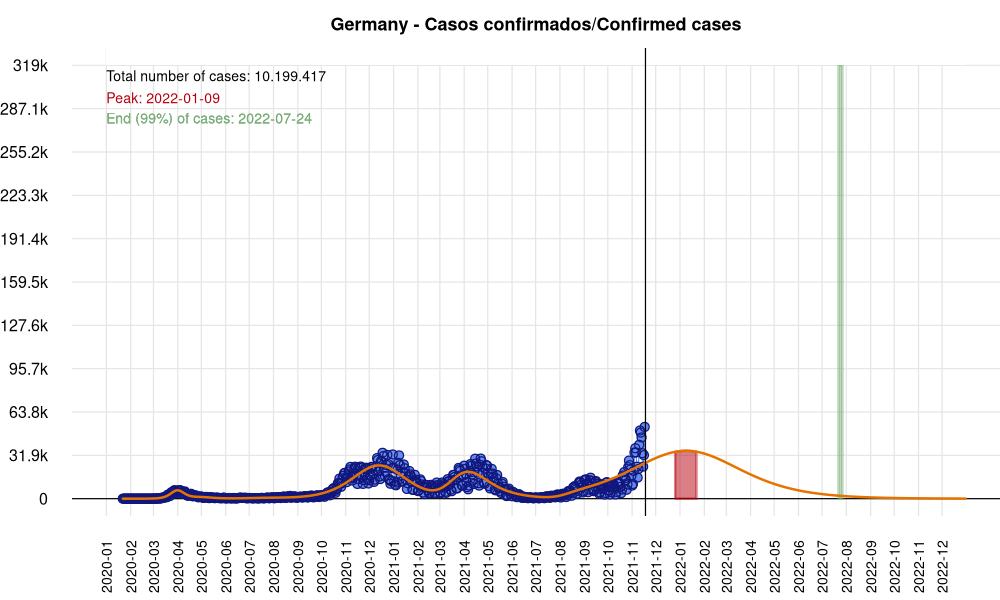 Germany - Casos confirmados/Confirmed cases
319k
Total number of cases: 10.199.417
Peak: 2022-01-09
287.1k
End (99%) of cases: 2022-07-24
255.2k
223.3k
191.4k
159.5k
127.6k
95.7k
63.8k
31.9k
0
2020-01
2020-02
2020-03
2020-04
2020-05
2020-06
2020-07
2020-08
2020-09
2020-10
2020-11
2020-12
2021-01
2021-02
2021-03
2021-04
2021-05
2021-06
2021-07
2021-08
2021-09
2021-10
2021-11
2021-12
2022-01
2022-02
2022-03
2022-04
2022-05
2022-06
2022-07
2022-08
2022-09
2022-10
2022-11
2022-12